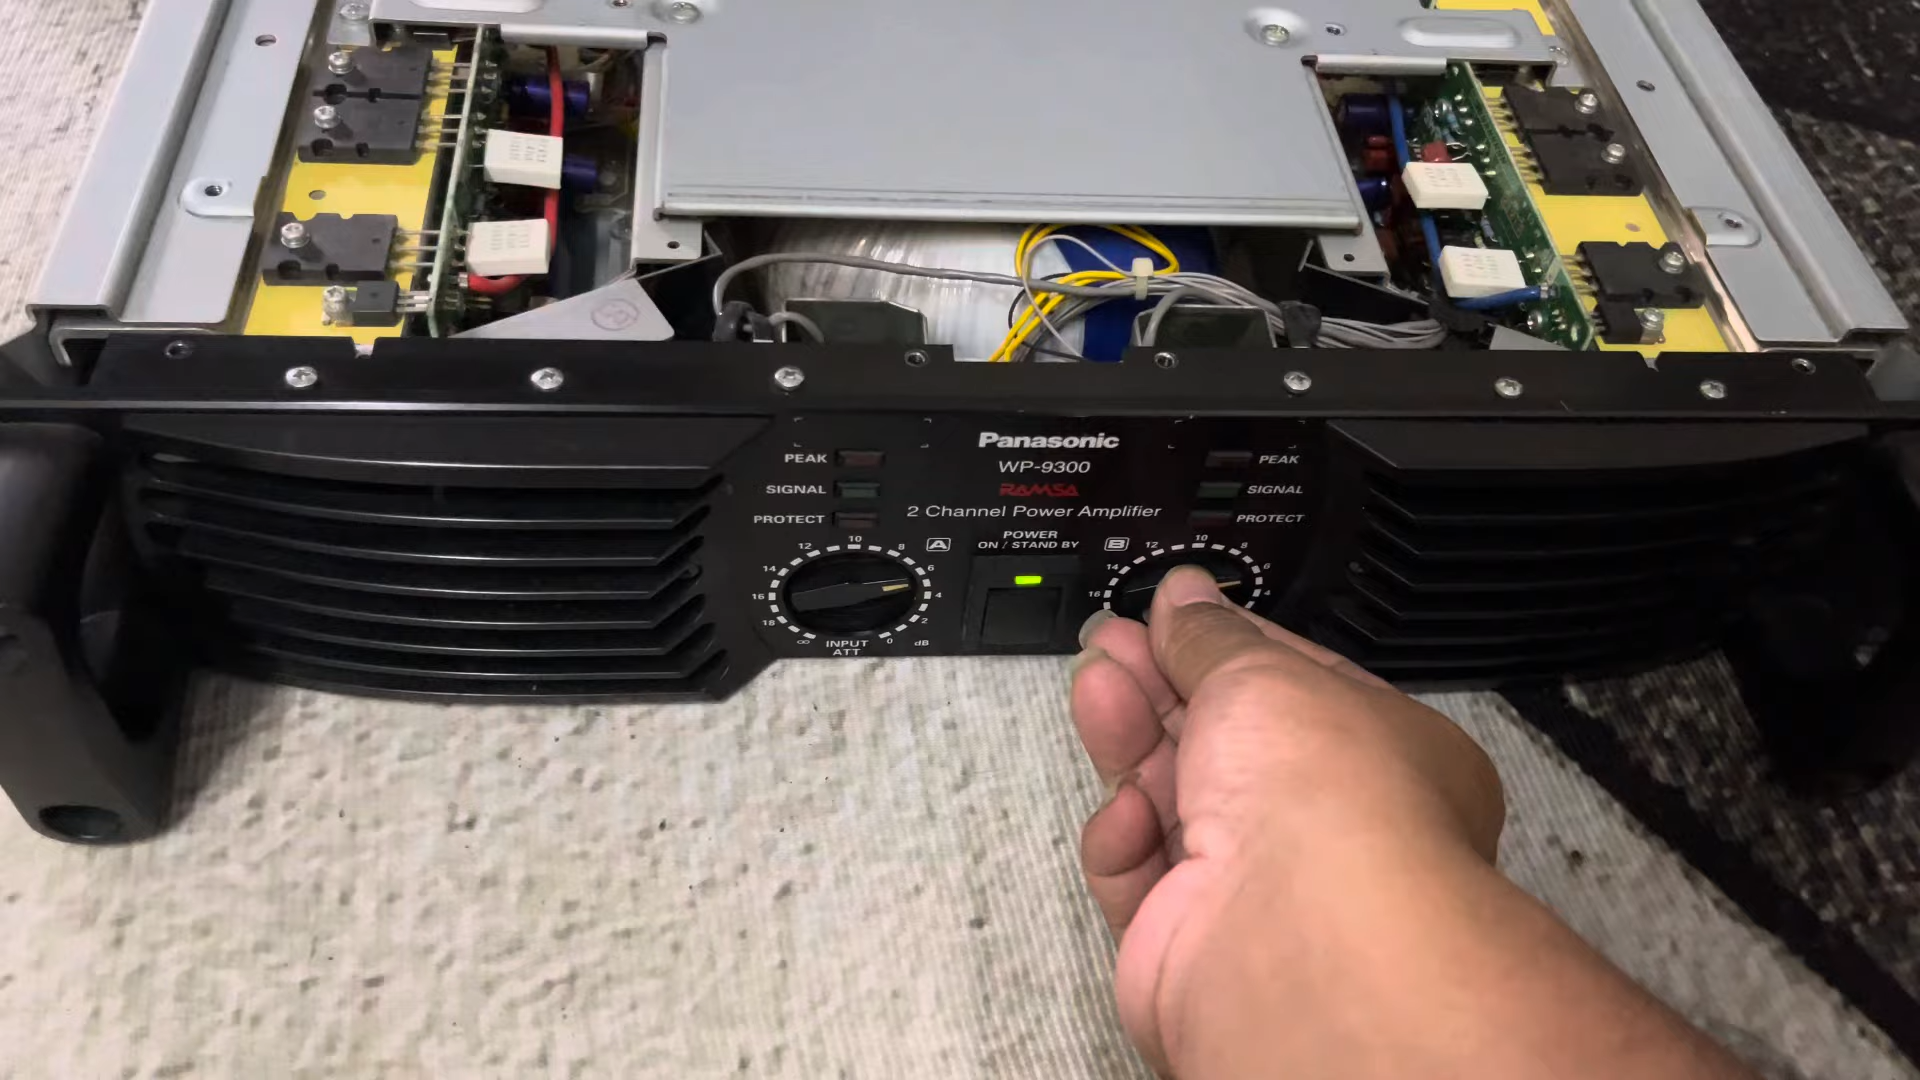 Panasonic
WP-9300
RAMSA
2 Channel Power Amplifier
POWER
ON / STAND BY
PEAK
SIGNAL
PROTECT
A
12 10 8
14 6
16 4
18 2
∞ 0 dB
INPUT
ATT
PEAK
SIGNAL
PROTECT
B
12 10 8
14 6
16 4